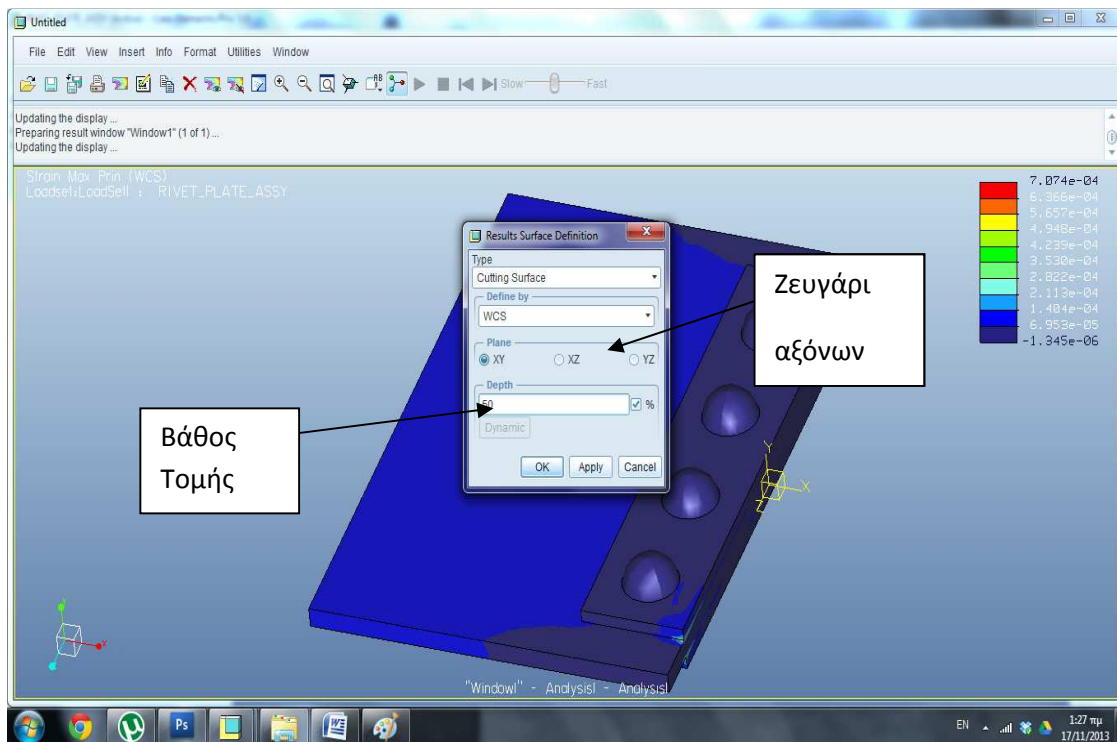 Untitled
File Edit View Insert Info Format Utilities Window
Slow Fast
Updating the display ...
Preparing result window "Window1" (1 of 1) ...
Updating the display ...
Strain Max Prin (WCS)
Loadset:LoadSet1 : RIVET_PLATE_ASSY
7.074e-04
6.366e-04
5.657e-04
4.948e-04
4.239e-04
3.530e-04
2.822e-04
2.113e-04
1.404e-04
6.953e-05
-1.345e-06
Results Surface Definition
Type
Cutting Surface
Define by
WCS
Plane
XY XZ YZ
Depth
50 %
Dynamic
OK Apply Cancel
Ζευγάρι
αξόνων
Βάθος
Τομής
Y
X
Z
"Window1" - Analysis1 - Analysis1
Ps
EN
1:27 πμ
17/11/2013